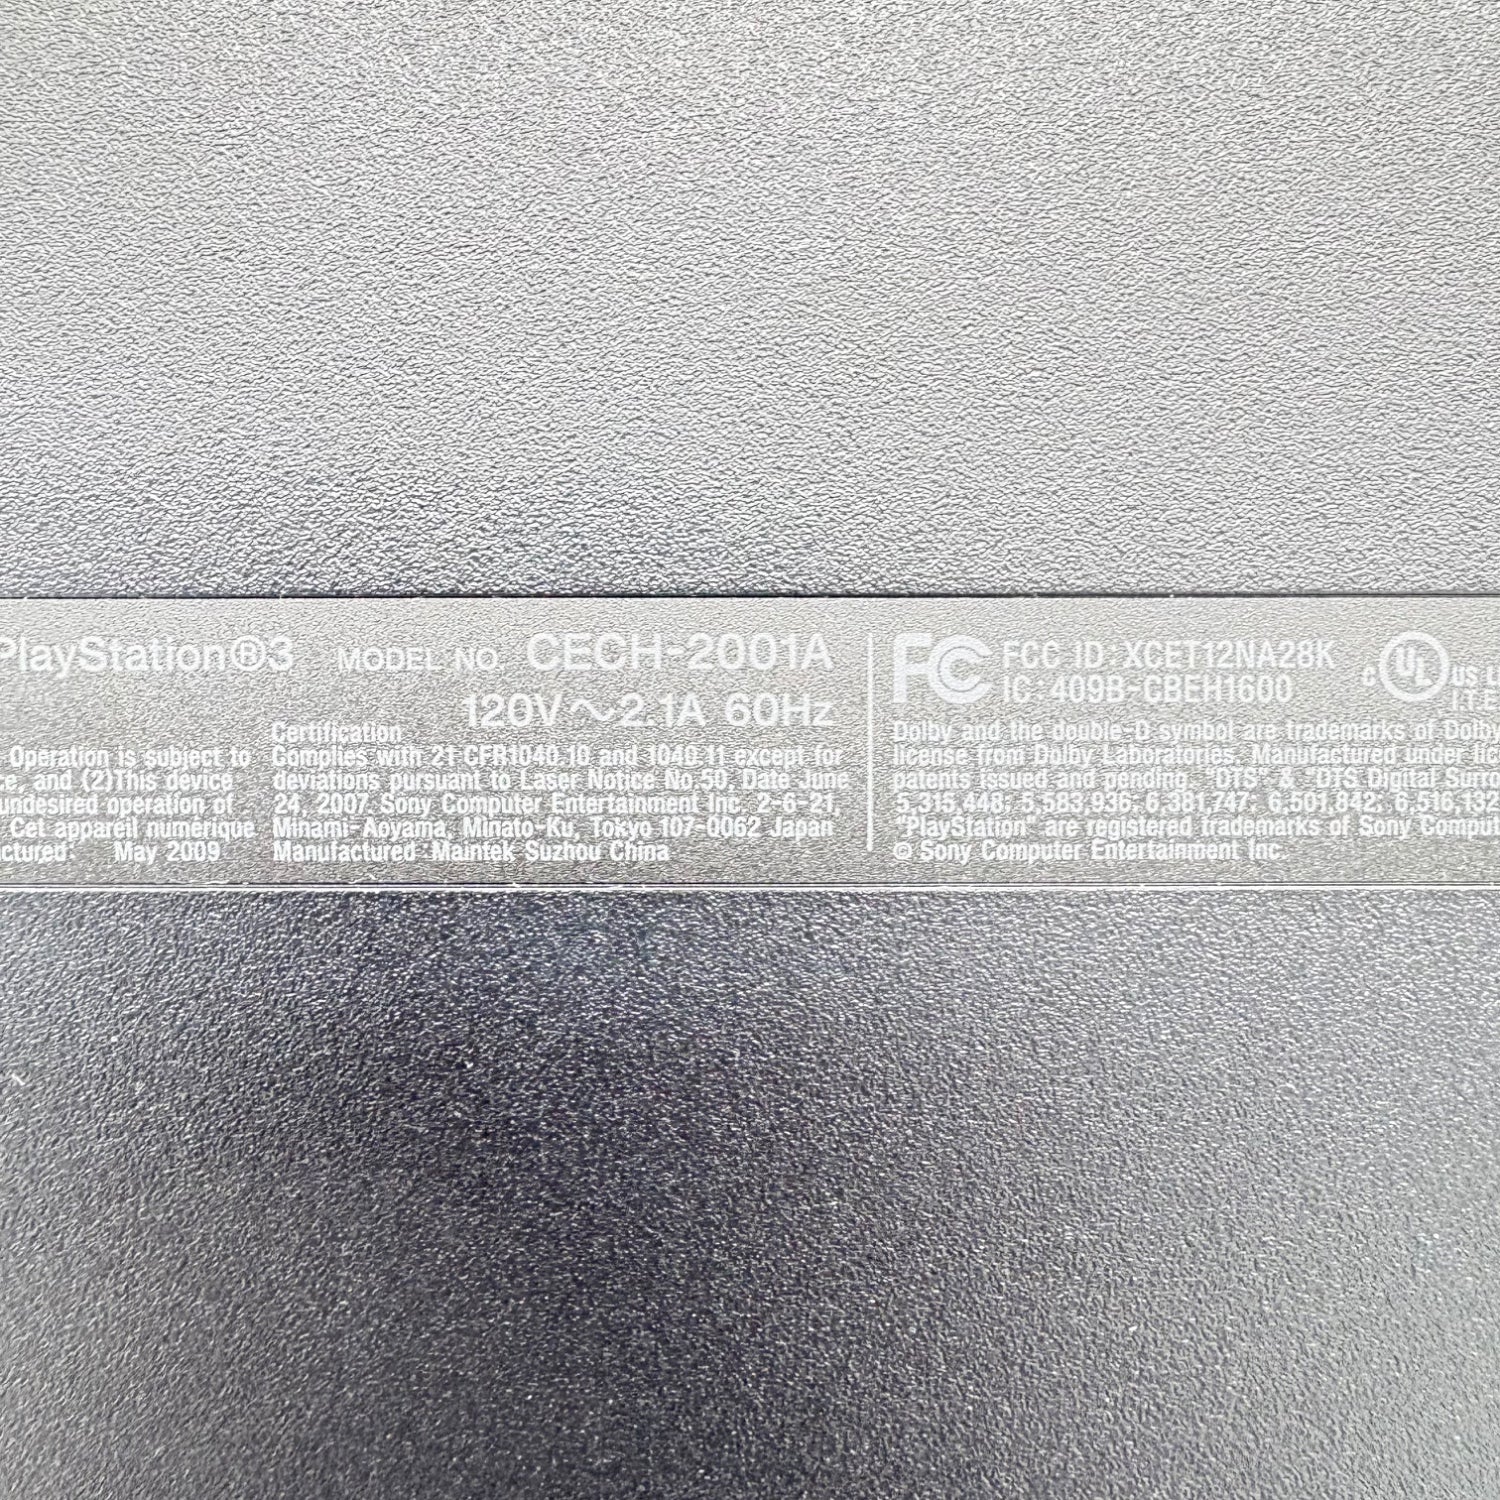 PlayStation®3 MODEL NO. CECH-2001A
120V～2.1A 60Hz
Operation is subject to
and (2)This device
undesired operation of
Cet appareil numerique
May 2009
Certification
Complies with 21 CFR1040.10 and 1040.11 except for
deviations pursuant to Laser Notice No.50, Date June
24, 2007 Sony Computer Entertainment Inc. 2-6-21,
Minami-Aoyama, Minato-Ku, Tokyo 107-0062 Japan
Manufactured: Maintek Suzhou China
FC FCC ID: XCET12NA28K
IC: 409B-CBEH1600
c UL US
Dolby and the double-D symbol are trademarks of Dolby
license from Dolby Laboratories. Manufactured under
patents issued and pending. "DTS" & "DTS Digital
5,315,448; 5,583,936; 6,381,747; 6,501,842; 6,516,132
"PlayStation" are registered trademarks of Sony
© Sony Computer Entertainment Inc.